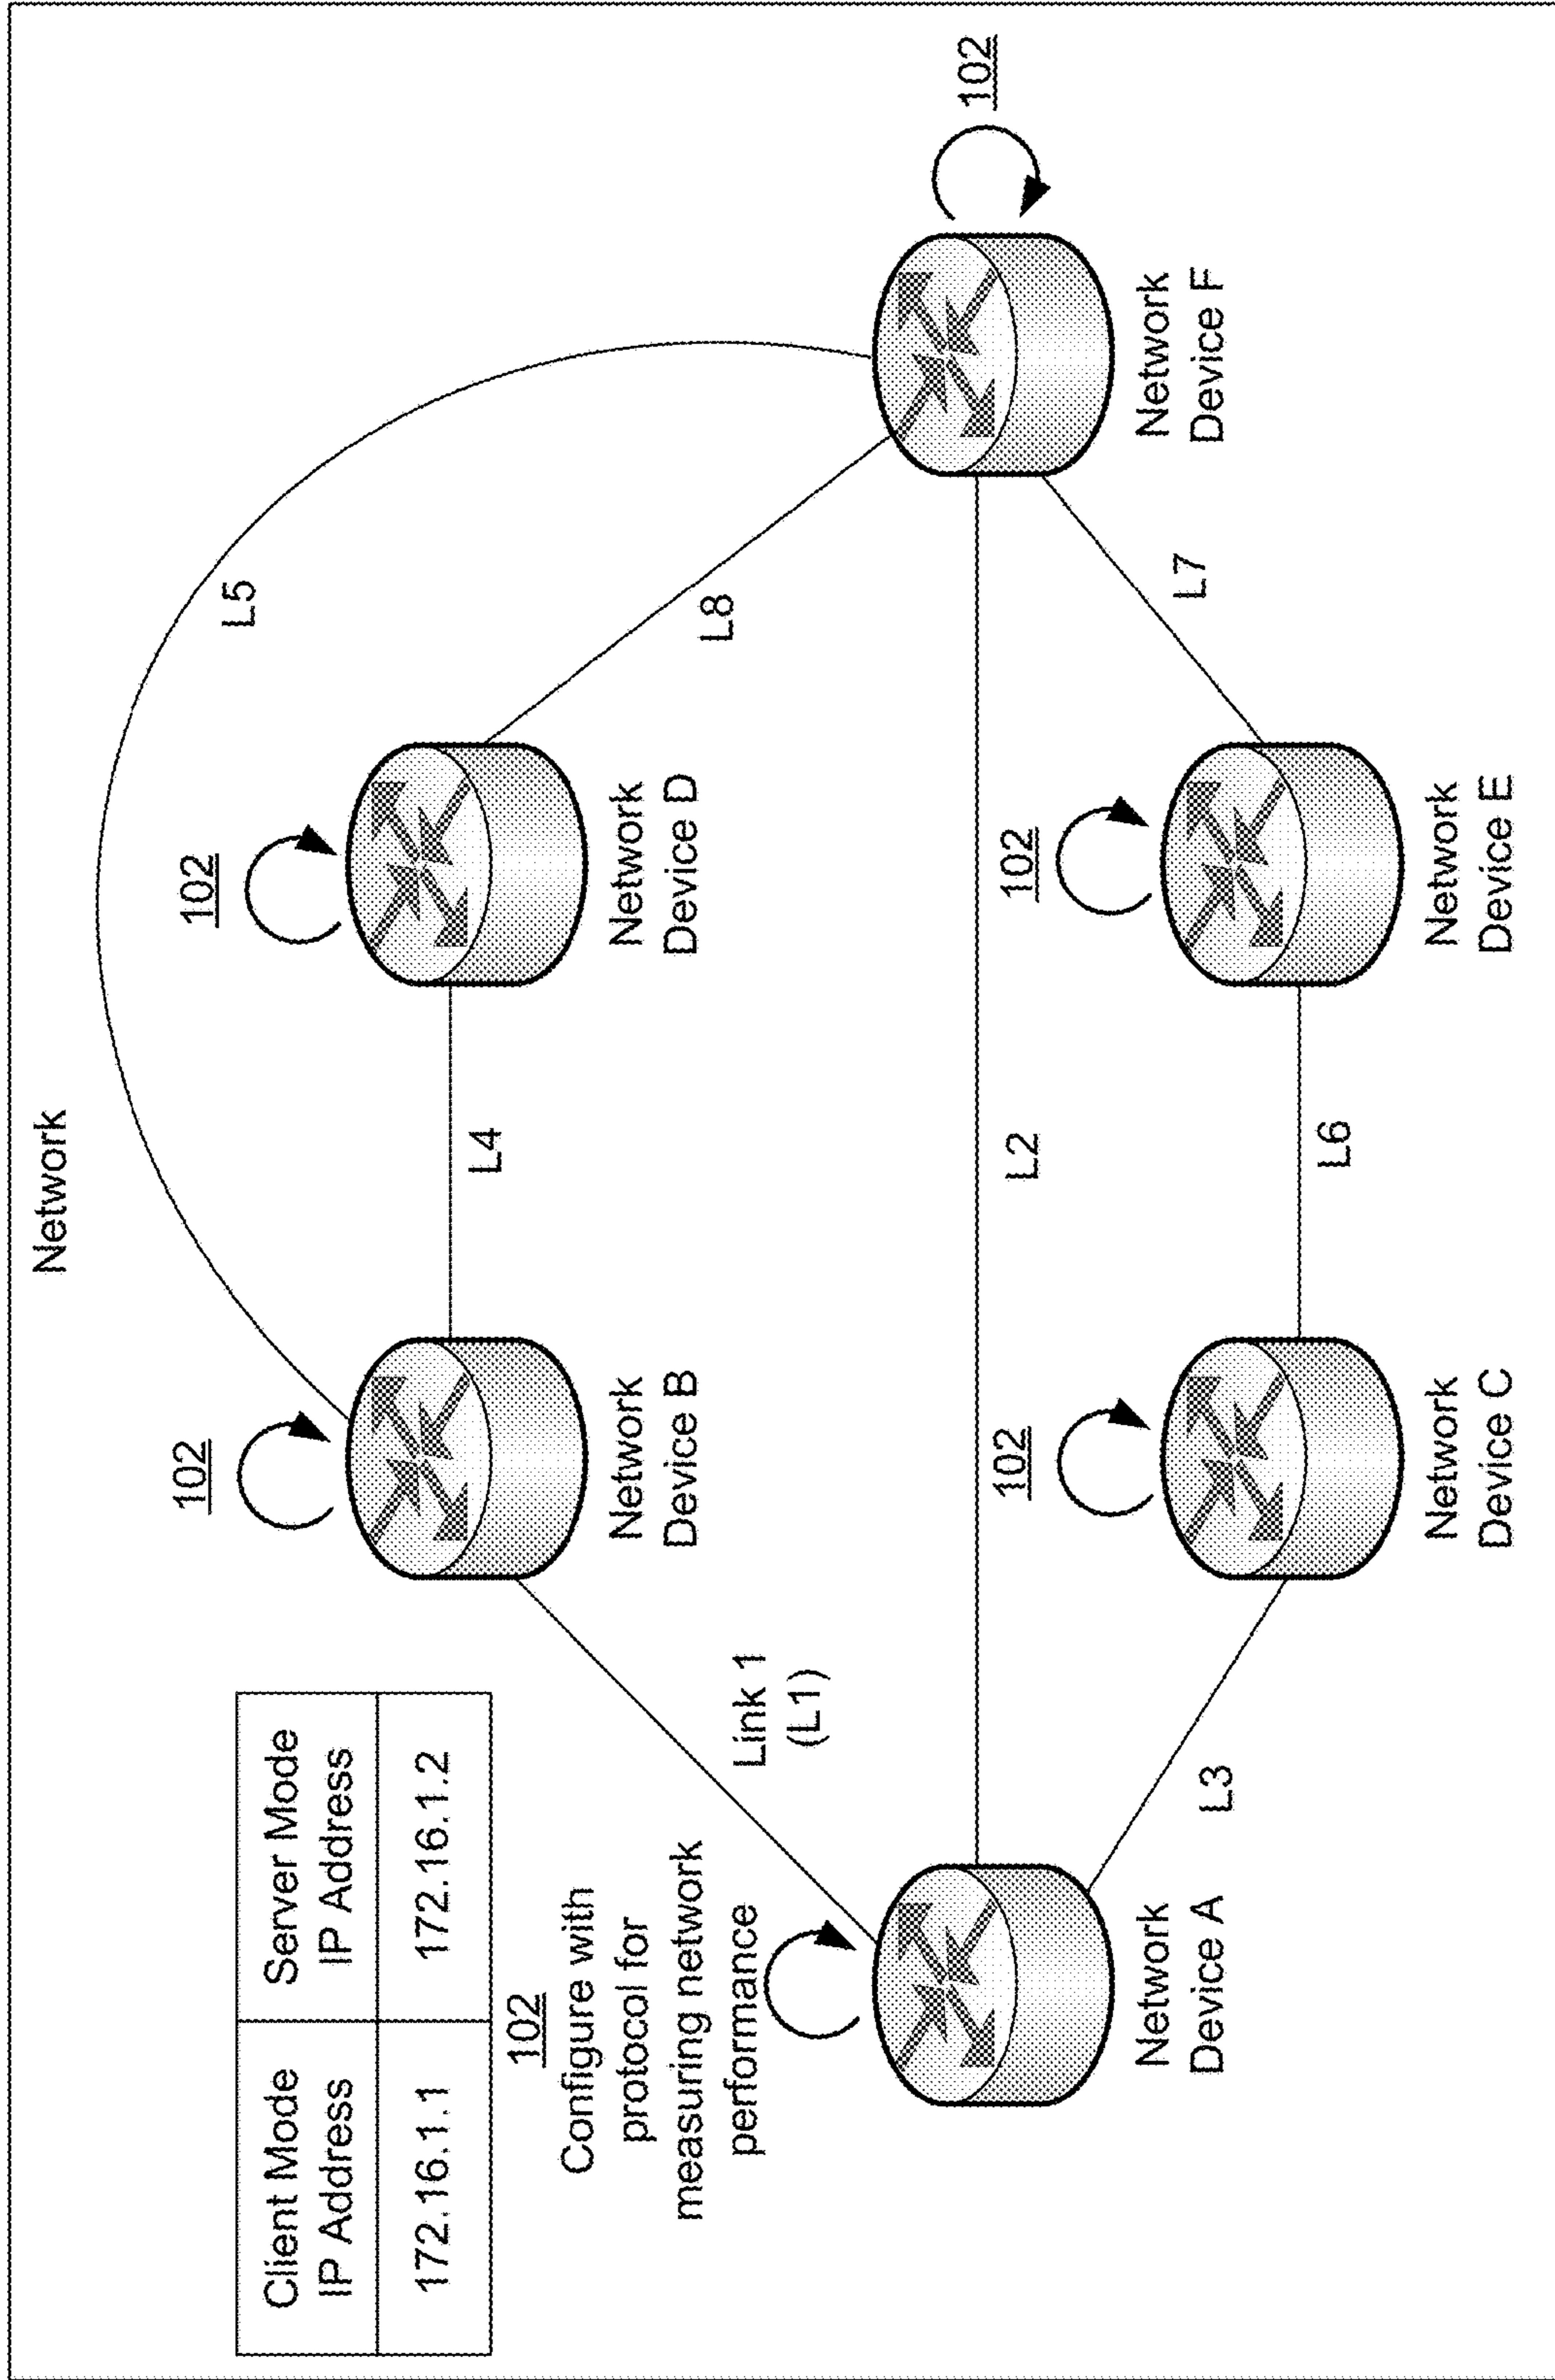 Network
Client Mode
IP Address
Server Mode
IP Address
172.16.1.1
172.16.1.2
102
Configure with
protocol for
measuring network
performance
Network
Device A
Link 1
(L1)
L2
L3
102
Network
Device B
L4
L5
102
Network
Device D
L8
102
Network
Device C
L6
102
Network
Device E
L7
102
Network
Device F